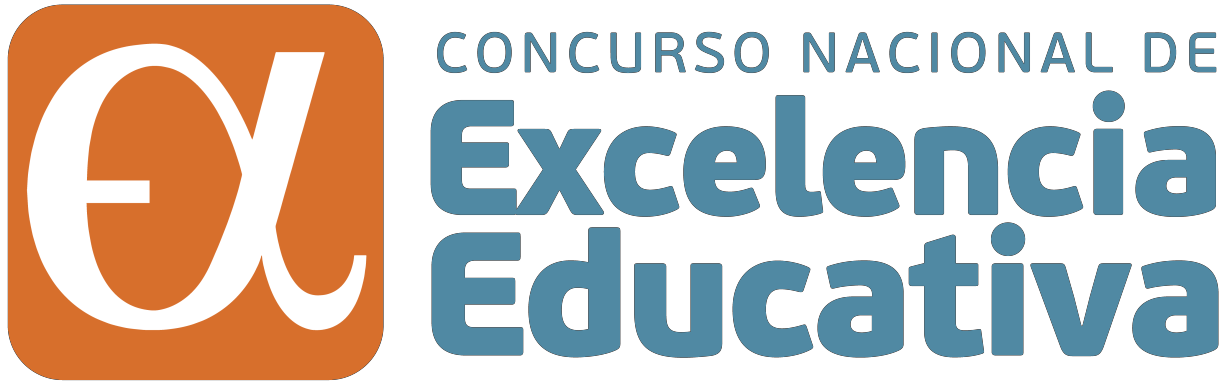 CONCURSO NACIONAL DE
Excelencia
Educativa